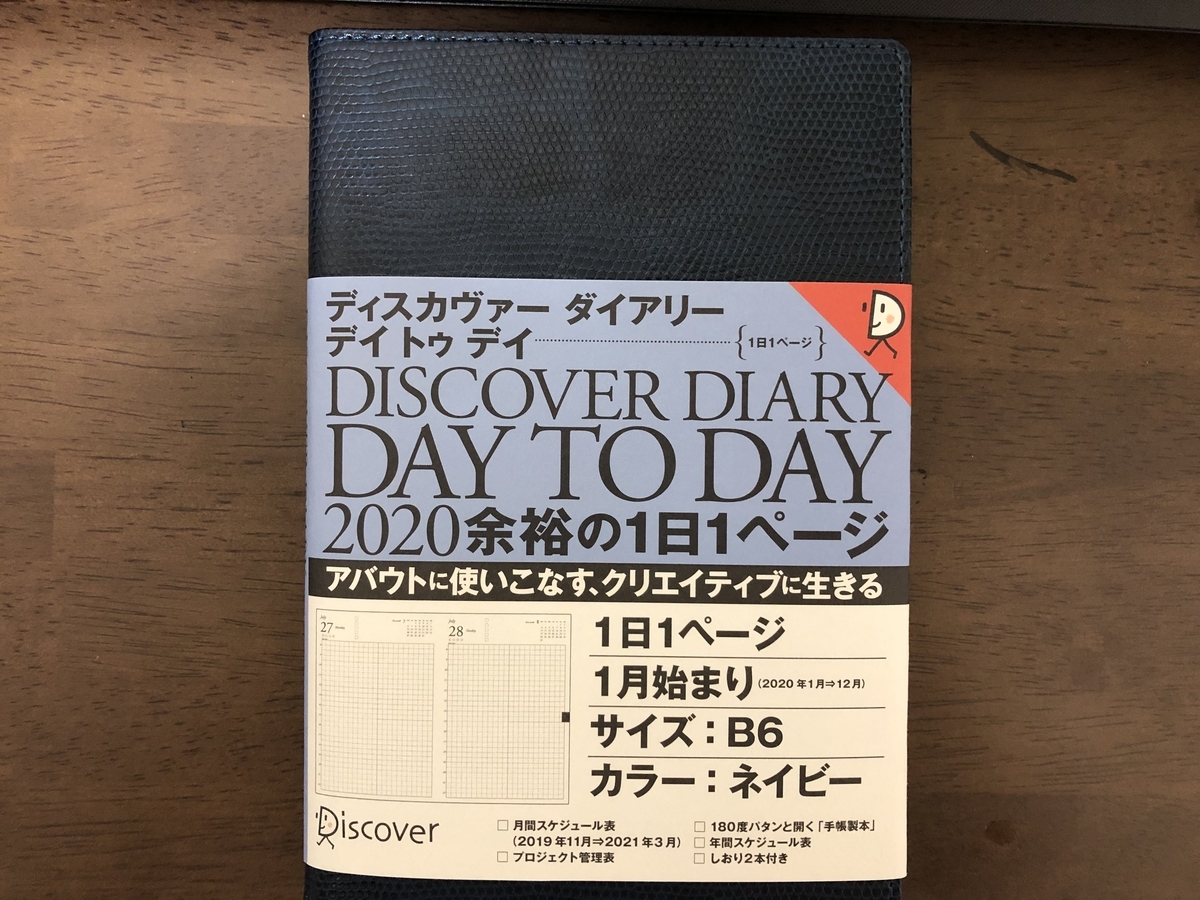 ディスカヴァー ダイアリー
デイ トゥ デイ
{1日1ページ}
DISCOVER DIARY
DAY TO DAY
2020余裕の1日1ページ
アバウトに使いこなす、クリエイティブに生きる
July
27
Monday
July
28
1日1ページ
1月始まり(2020年1月⇒12月)
サイズ:B6
カラー:ネイビー
Discover
□ 月間スケジュール表
(2019年11月⇒2021年3月)
□ プロジェクト管理表
□ 180度パタンと開く「手帳製本」
□ 年間スケジュール表
□ しおり2本付き